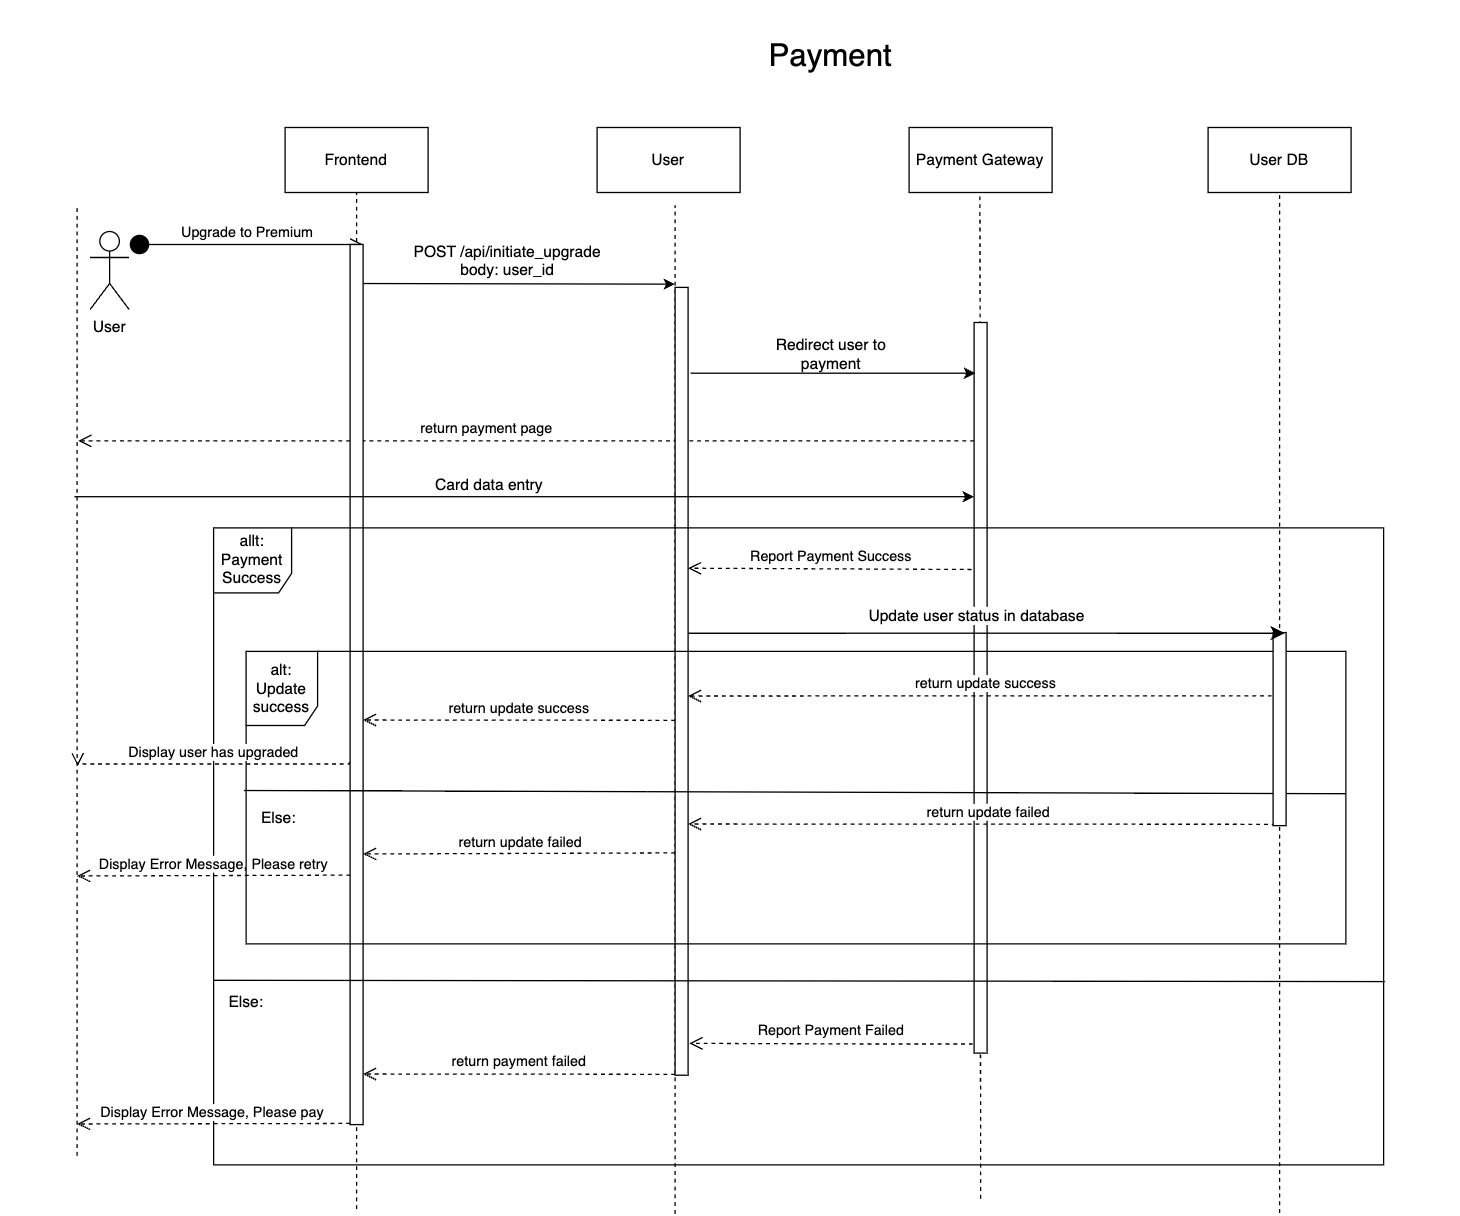 Payment
Frontend
User
Payment Gateway
User DB
Upgrade to Premium
User
POST /api/initiate_upgrade
body: user_id
Redirect user to
payment
return payment page
Card data entry
allt:
Payment
Success
Report Payment Success
Update user status in database
alt:
Update
success
return update success
return update success
Display user has upgraded
Else:
return update failed
return update failed
Display Error Message, Please retry
Else:
Report Payment Failed
return payment failed
Display Error Message, Please pay